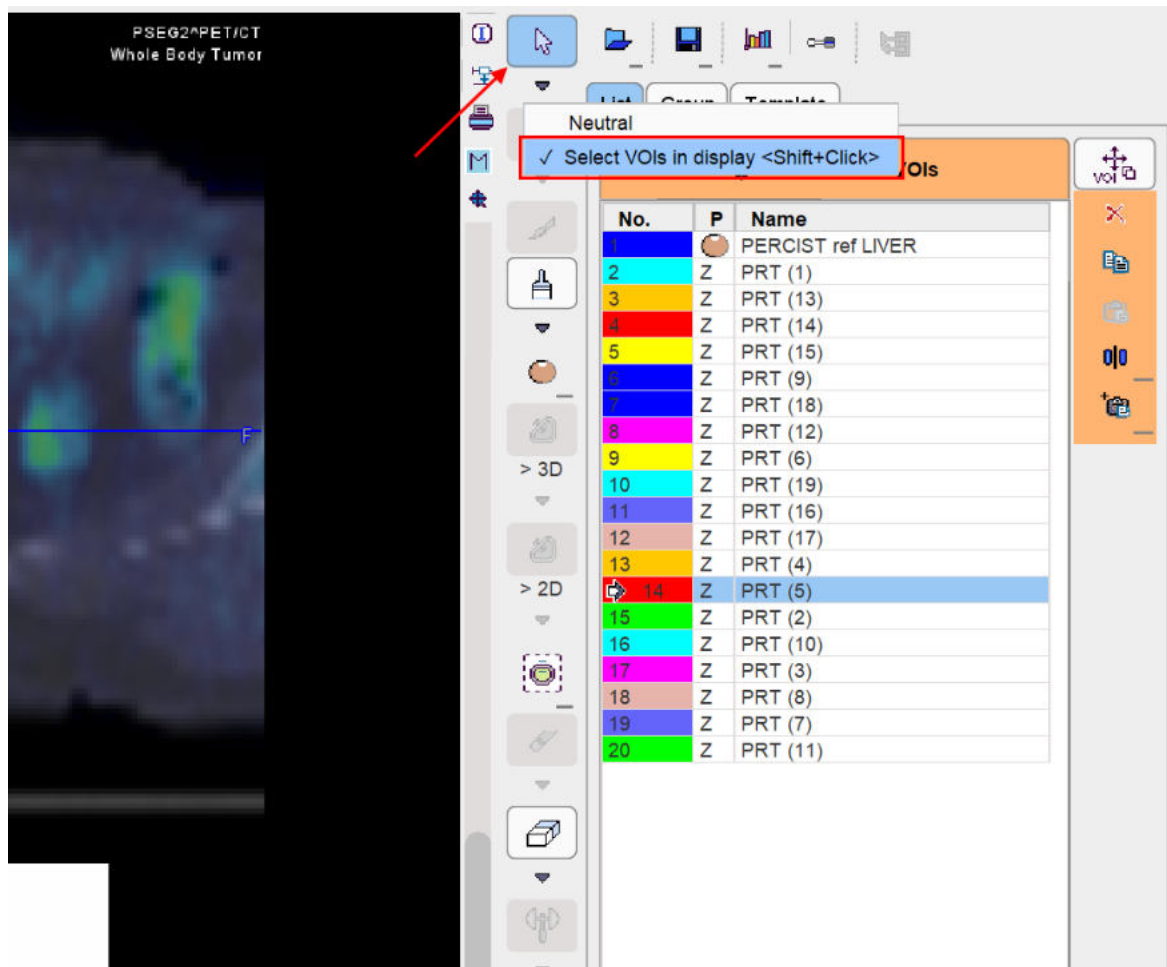 PSEG2^PET/CT
Whole Body Tumor
F
List Group Template
Neutral
✓ Select VOIs in display <Shift+Click>
VOIs
vol
No. P Name
1 PERCIST ref LIVER
2 Z PRT (1)
3 Z PRT (13)
4 Z PRT (14)
5 Z PRT (15)
6 Z PRT (9)
7 Z PRT (18)
8 Z PRT (12)
9 Z PRT (6)
10 Z PRT (19)
11 Z PRT (16)
12 Z PRT (17)
13 Z PRT (4)
14 Z PRT (5)
15 Z PRT (2)
16 Z PRT (10)
17 Z PRT (3)
18 Z PRT (8)
19 Z PRT (7)
20 Z PRT (11)
> 3D
> 2D